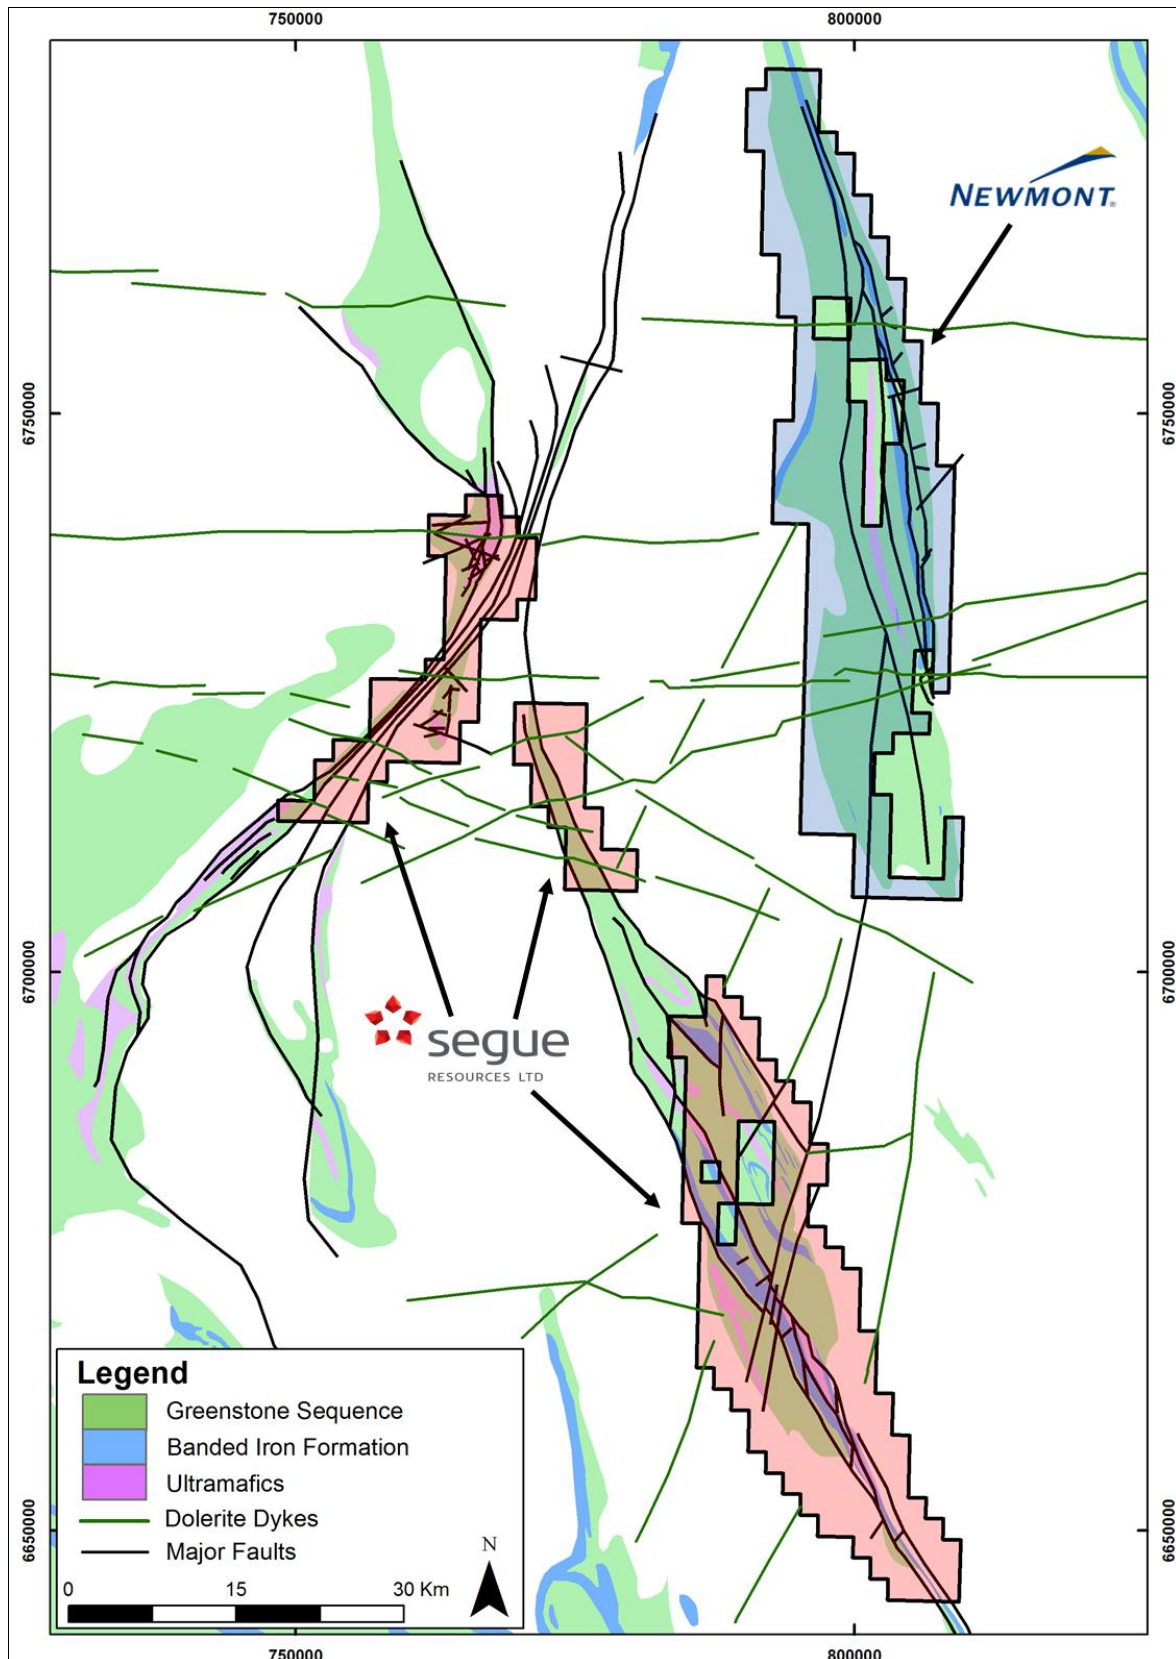 750000 800000
NEWMONT®
6750000 6750000
6700000 6700000
segue
RESOURCES LTD
Legend
Greenstone Sequence
Banded Iron Formation
Ultramafics
Dolerite Dykes
Major Faults
N
0 15 30 Km
6650000 6650000
750000 800000